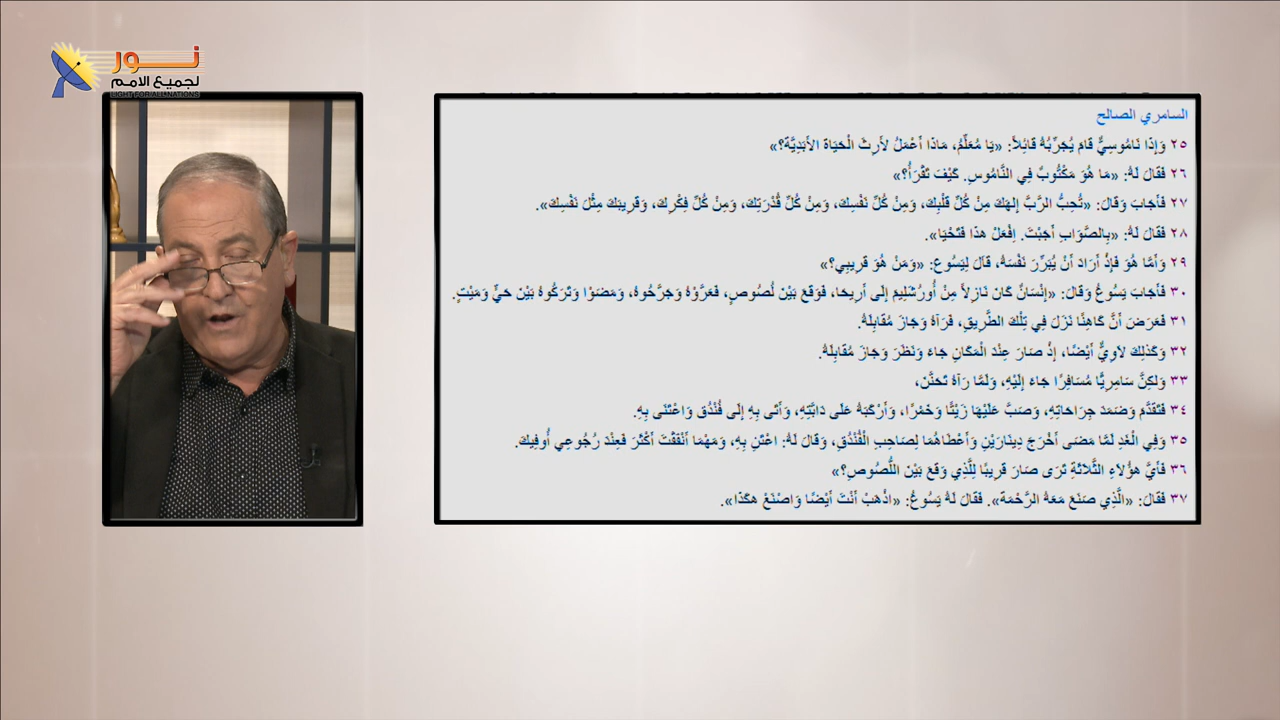 نور
لجميع الامم
LIGHT FOR ALL NATIONS
السامري الصالح
٢٥ وَإِذَا نَامُوسِيٌّ قَامَ يُجَرِّبُهُ قَائِلاً: «يَا مُعَلِّمُ، مَاذَا أَعْمَلُ لأَرِثَ الْحَيَاةَ الأَبَدِيَّةَ؟»
٢٦ فَقَالَ لَهُ: «مَا هُوَ مَكْتُوبٌ فِي النَّامُوسِ. كَيْفَ تَقْرَأُ؟»
٢٧ فَأَجَابَ وَقَالَ: «تُحِبُّ الرَّبَّ إِلهَكَ مِنْ كُلِّ قَلْبِكَ، وَمِنْ كُلِّ نَفْسِكَ، وَمِنْ كُلِّ قُدْرَتِكَ، وَمِنْ كُلِّ فِكْرِكَ، وَقَرِيبَكَ مِثْلَ نَفْسِكَ».
٢٨ فَقَالَ لَهُ: «بِالصَّوَابِ أَجَبْتَ. اِفْعَلْ هذَا فَتَحْيَا».
٢٩ وَأَمَّا هُوَ فَإِذْ أَرَادَ أَنْ يُبَرِّرَ نَفْسَهُ، قَالَ لِيَسُوعَ: «وَمَنْ هُوَ قَرِيبِي؟»
٣٠ فَأَجَابَ يَسُوعُ وَقَالَ: «إِنْسَانٌ كَانَ نَازِلاً مِنْ أُورُشَلِيمَ إِلَى أَرِيحَا، فَوَقَعَ بَيْنَ لُصُوصٍ، فَعَرَّوْهُ وَجَرَّحُوهُ، وَمَضَوْا وَتَرَكُوهُ بَيْنَ حَيٍّ وَمَيْتٍ.
٣١ فَعَرَضَ أَنَّ كَاهِنًا نَزَلَ فِي تِلْكَ الطَّرِيقِ، فَرَآهُ وَجَازَ مُقَابِلَهُ.
٣٢ وَكَذلِكَ لاَوِيٌّ أَيْضًا، إِذْ صَارَ عِنْدَ الْمَكَانِ جَاءَ وَنَظَرَ وَجَازَ مُقَابِلَهُ.
٣٣ وَلكِنَّ سَامِرِيًّا مُسَافِرًا جَاءَ إِلَيْهِ، وَلَمَّا رَآهُ تَحَنَّنَ،
٣٤ فَتَقَدَّمَ وَضَمَدَ جِرَاحَاتِهِ، وَصَبَّ عَلَيْهَا زَيْتًا وَخَمْرًا، وَأَرْكَبَهُ عَلَى دَابَّتِهِ، وَأَتَى بِهِ إِلَى فُنْدُق وَاعْتَنَى بِهِ.
٣٥ وَفِي الْغَدِ لَمَّا مَضَى أَخْرَجَ دِينَارَيْنِ وَأَعْطَاهُمَا لِصَاحِبِ الْفُنْدُقِ، وَقَالَ لَهُ: اعْتَنِ بِهِ، وَمَهْمَا أَنْفَقْتَ أَكْثَرَ فَعِنْدَ رُجُوعِي أُوفِيكَ.
٣٦ فَأَيَّ هؤُلاَءِ الثَّلاَثَةِ تَرَى صَارَ قَرِيبًا لِلَّذِي وَقَعَ بَيْنَ اللُّصُوصِ؟»
٣٧ فَقَالَ: «الَّذِي صَنَعَ مَعَهُ الرَّحْمَةَ». فَقَالَ لَهُ يَسُوعُ: «اذْهَبْ أَنْتَ أَيْضًا وَاصْنَعْ هكَذَا».